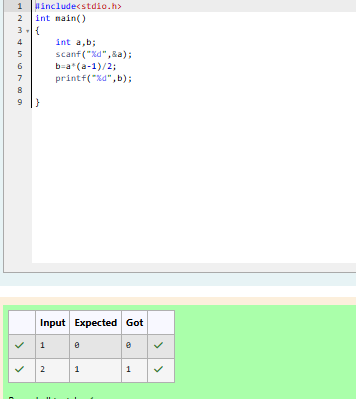 1 #include<stdio.h>
2 int main()
3 {
4 int a,b;
5 scanf("%d",&a);
6 b=a*(a-1)/2;
7 printf("%d",b);
8
9 }
Input Expected Got
1 0 0
2 1 1